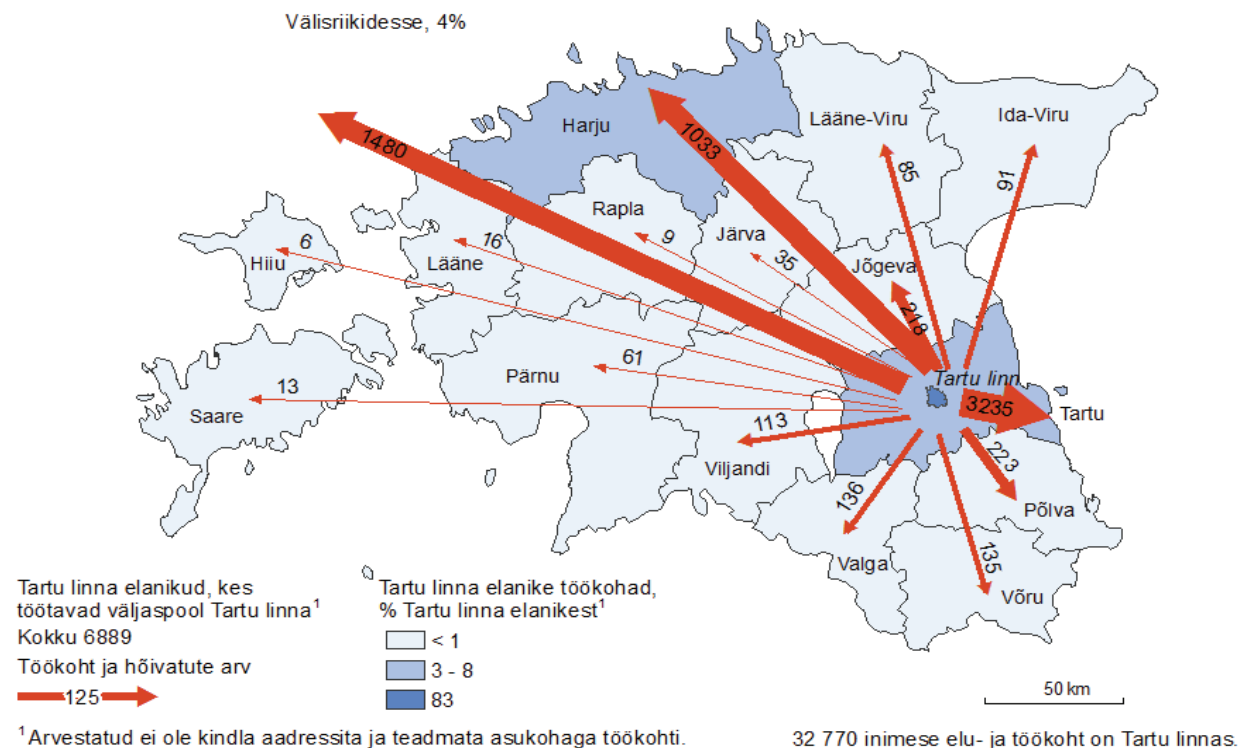 Välisriikidesse, 4%
1480
Harju
1033
Lääne-Viru
Ida-Viru
85
91
Rapla
9
Järva
35
Jõgeva
218
Hiiu
6
Lääne
16
Pärnu
61
Saare
13
Tartu linn
3235
Tartu
113
Viljandi
223
136
Põlva
135
Valga
Võru
Tartu linna elanikud, kes
töötavad väljaspool Tartu linna¹
Kokku 6889
Töökoht ja hõivatute arv
125
Tartu linna elanike töökohad,
% Tartu linna elanikest¹
< 1
3 - 8
83
50 km
¹Arvestatud ei ole kindla aadressita ja teadmata asukohaga töökohti.
32 770 inimese elu- ja töökoht on Tartu linnas.